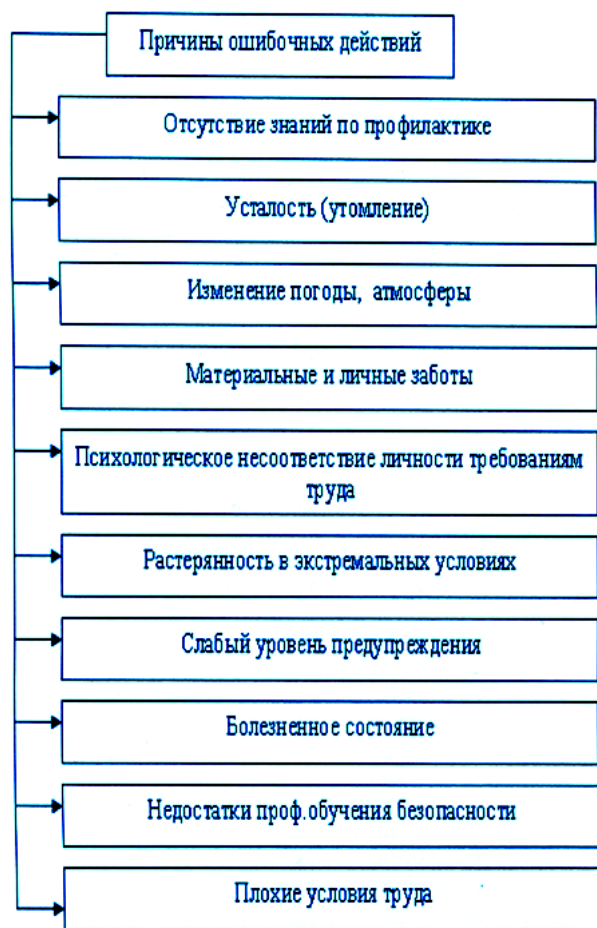 Причины ошибочных действий
Отсутствие знаний по профилактике
Усталость (утомление)
Изменение погоды, атмосферы
Материальные и личные заботы
Психологическое несоответствие личности требованиям
труда
Растерянность в экстремальных условиях
Слабый уровень предупреждения
Болезненное состояние
Недостатки проф.обучения безопасности
Плохие условия труда